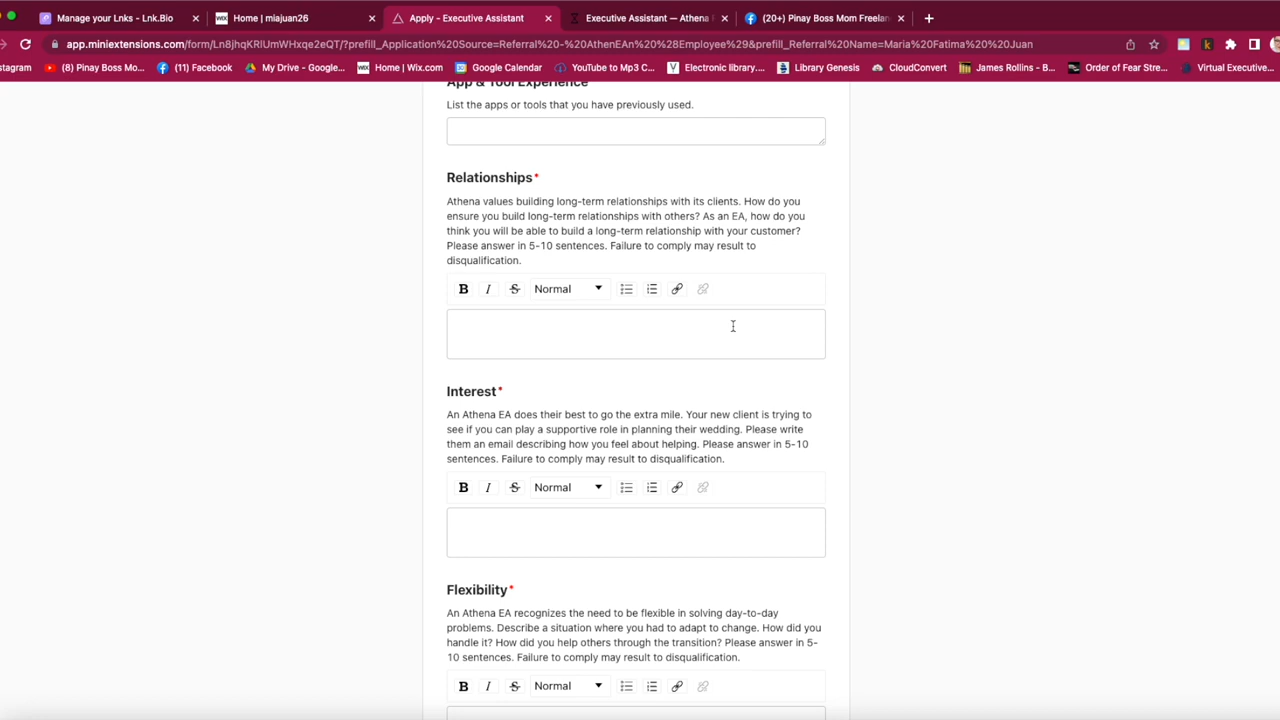 Manage your Lnks - Lnk.Bio
Home | miajuan26
Apply - Executive Assistant
Executive Assistant — Athena
(20+) Pinay Boss Mom Freelan
app.miniextensions.com/form/Ln8jhqKRlUmWHxqe2eQT/?prefill_Application%20Source=Referral%20-%20AthenEAn%20%28Employee%29&prefill_Referral%20Name=Maria%20Fatima%20%20Juan
stagram
(8) Pinay Boss Mo...
(11) Facebook
My Drive - Google...
Home | Wix.com
Google Calendar
YouTube to Mp3 C...
Electronic library....
Library Genesis
CloudConvert
James Rollins - B...
Order of Fear Stre...
Virtual Executive...
App & Tool Experience
List the apps or tools that you have previously used.
Relationships*
Athena values building long-term relationships with its clients. How do you
ensure you build long-term relationships with others? As an EA, how do you
think you will be able to build a long-term relationship with your customer?
Please answer in 5-10 sentences. Failure to comply may result to
disqualification.
B I S Normal
Interest*
An Athena EA does their best to go the extra mile. Your new client is trying to
see if you can play a supportive role in planning their wedding. Please write
them an email describing how you feel about helping. Please answer in 5-10
sentences. Failure to comply may result to disqualification.
B I S Normal
Flexibility*
An Athena EA recognizes the need to be flexible in solving day-to-day
problems. Describe a situation where you had to adapt to change. How did you
handle it? How did you help others through the transition? Please answer in 5-
10 sentences. Failure to comply may result to disqualification.
B I S Normal